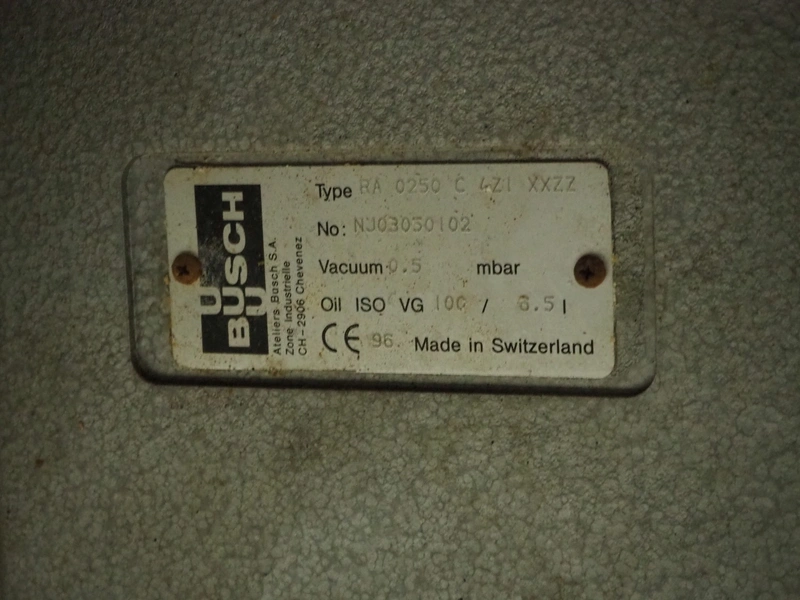 BUSCH
Ateliers Busch S.A.
Zone Industrielle
CH-2906 Chevenez
Type RA 0250 C 4Z1 XXZZ
No: NJ03030102
Vacuum 0.5 mbar
Oil ISO VG 100 / 6.5 l
CE 96 Made in Switzerland